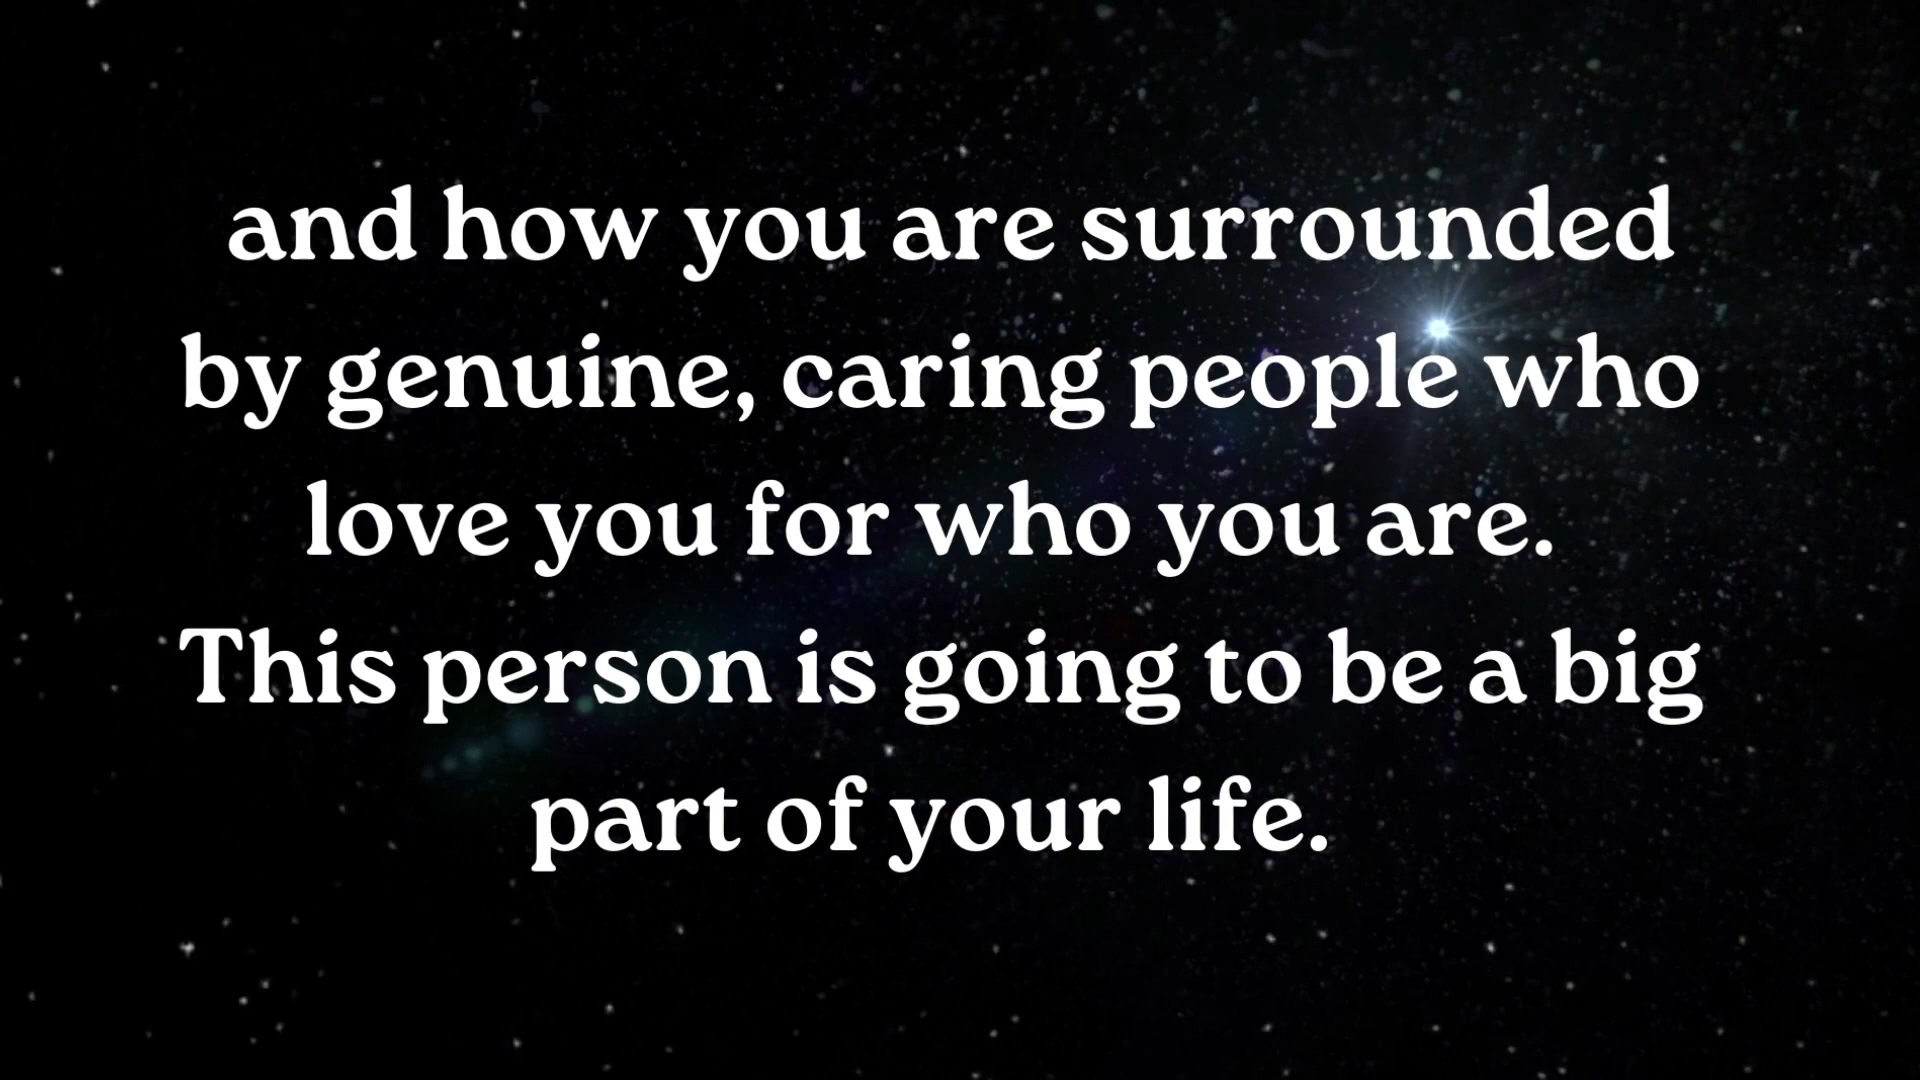 and how you are surrounded
by genuine, caring people who
love you for who you are.
This person is going to be a big
part of your life.